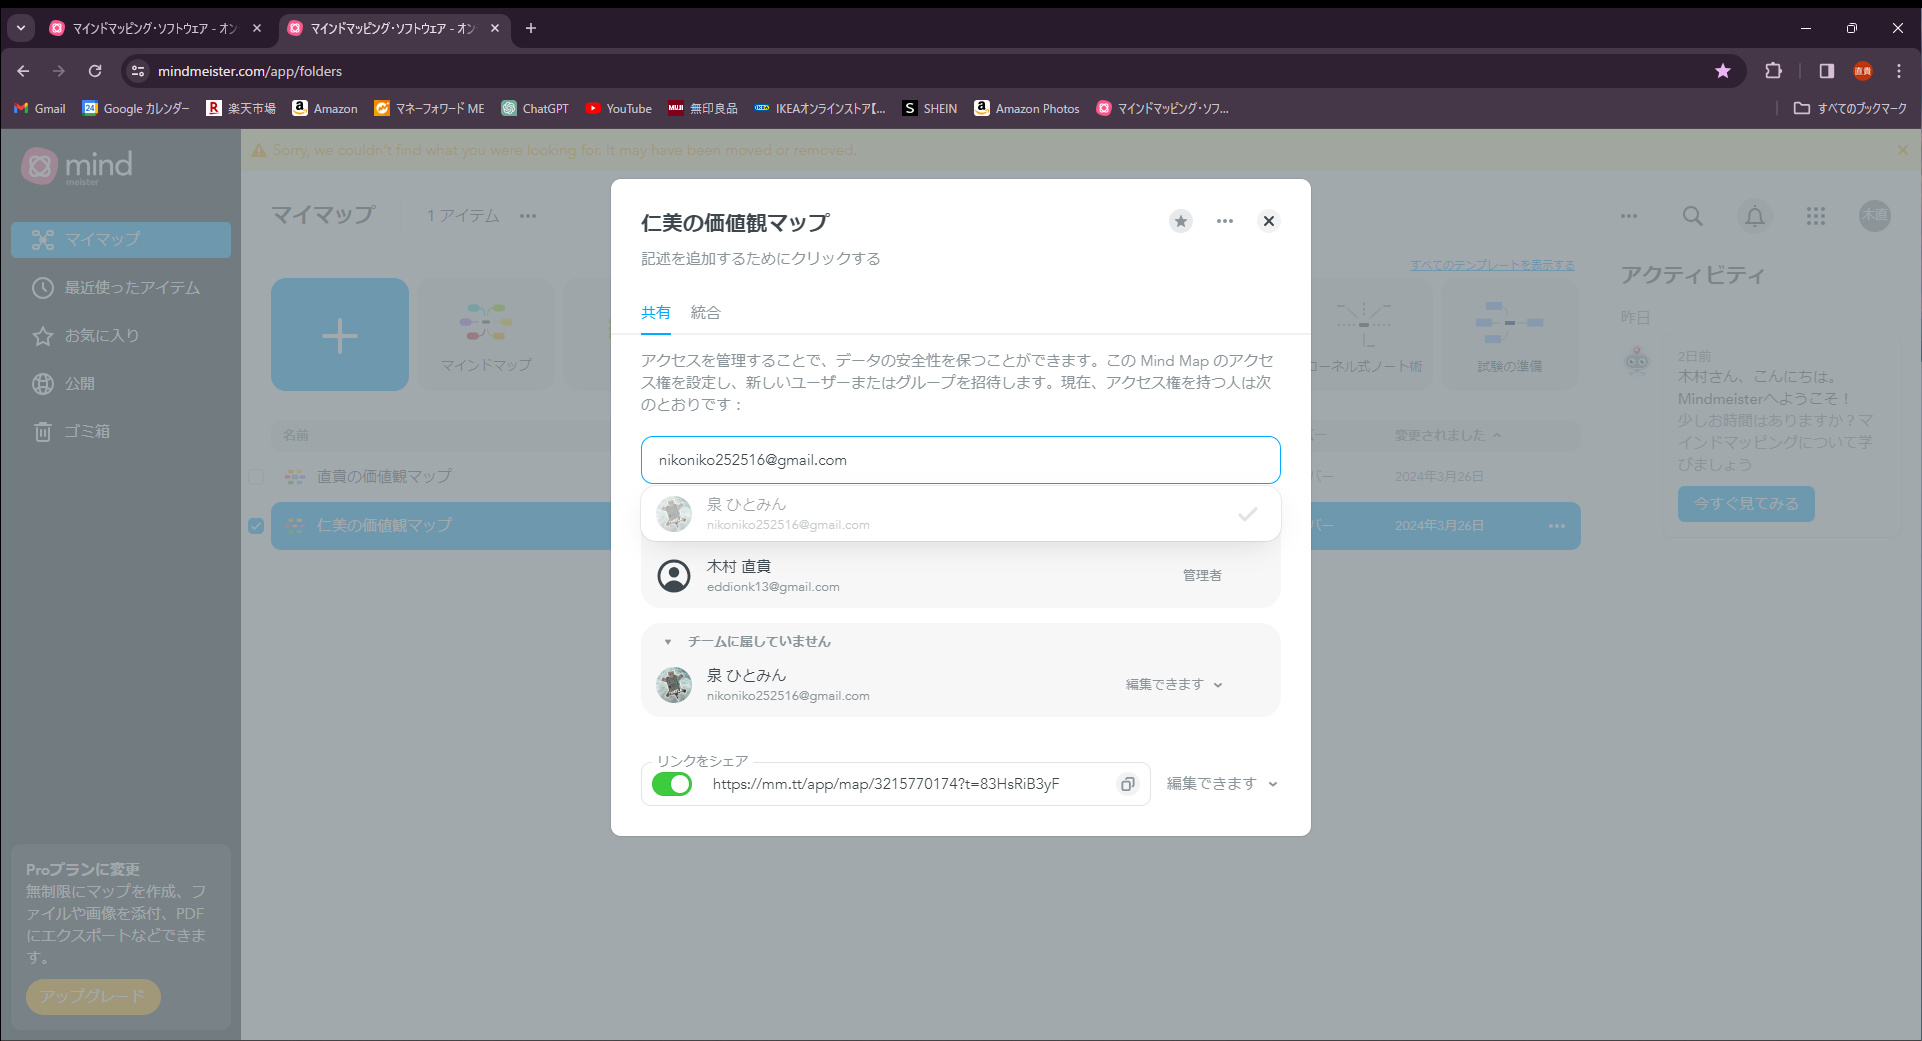 マインドマッピング・ソフトウェア - オン
マインドマッピング・ソフトウェア - オン
mindmeister.com/app/folders
直貴
Gmail
24
Google カレンダー
R
楽天市場
a
Amazon
マネーフォワード ME
ChatGPT
YouTube
MUJI
無印良品
IKEA
IKEAオンラインストア【...
S
SHEIN
a
Amazon Photos
マインドマッピング・ソフ...
すべてのブックマーク
mind
meister
Sorry, we couldn't find what you were looking for. It may have been moved or removed.
マイマップ
最近使ったアイテム
お気に入り
公開
ゴミ箱
マイマップ
1 アイテム
木直
すべてのテンプレートを表示する
マインドマップ
ーネル式ノート術
試験の準備
名前
バー
変更されました
直貴の価値観マップ
バー
2024年3月26日
仁美の価値観マップ
バー
2024年3月26日
仁美の価値観マップ
記述を追加するためにクリックする
共有
統合
アクセスを管理することで、データの安全性を保つことができます。この Mind Map のアクセ
ス権を設定し、新しいユーザーまたはグループを招待します。現在、アクセス権を持つ人は次
のとおりです：
nikoniko252516@gmail.com
泉 ひとみん
nikoniko252516@gmail.com
木村 直貴
eddionk13@gmail.com
管理者
チームに属していません
泉 ひとみん
nikoniko252516@gmail.com
編集できます
リンクをシェア
https://mm.tt/app/map/3215770174?t=83HsRiB3yF
編集できます
アクティビティ
昨日
2日前
木村さん、こんにちは。
Mindmeisterへようこそ！
少しお時間はありますか？マ
インドマッピングについて学
びましょう
今すぐ見てみる
Proプランに変更
無制限にマップを作成、フ
ァイルや画像を添付、PDF
にエクスポートなどできま
す。
アップグレード